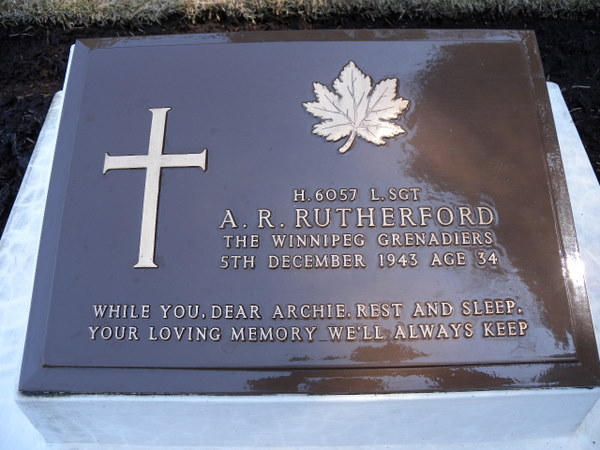 H.6057 L.SGT
A. R. RUTHERFORD
THE WINNIPEG GRENADIERS
5TH DECEMBER 1943 AGE 34
WHILE YOU, DEAR ARCHIE, REST AND SLEEP,
YOUR LOVING MEMORY WE'LL ALWAYS KEEP